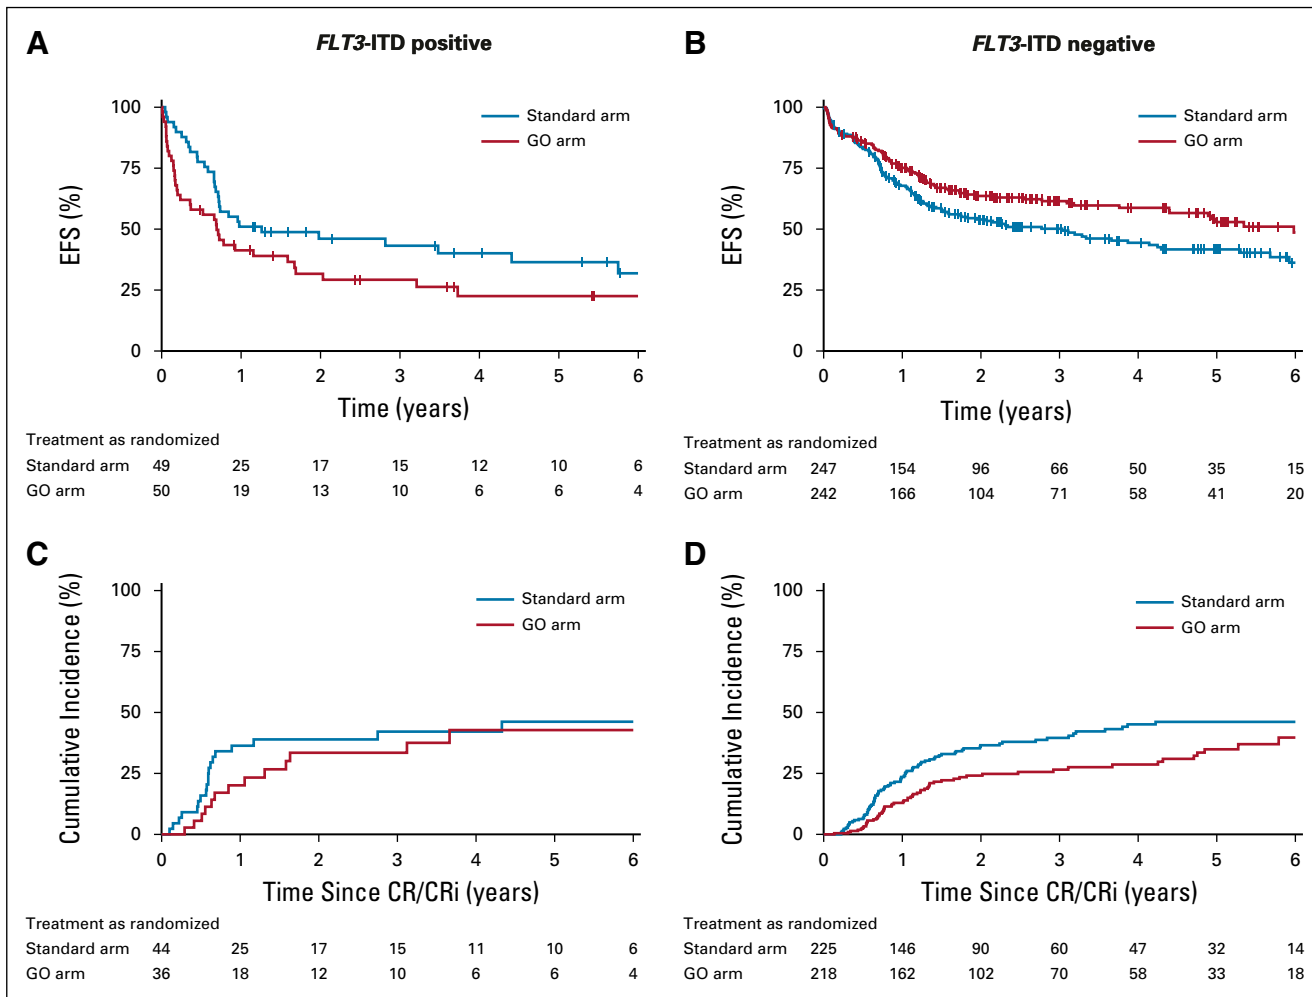 A
FLT3-ITD positive
100
75
50
25
0
EFS (%)
Standard arm
GO arm
0 1 2 3 4 5 6
Time (years)
Treatment as randomized
Standard arm 49 25 17 15 12 10 6
GO arm 50 19 13 10 6 6 4
B
FLT3-ITD negative
100
75
50
25
0
EFS (%)
Standard arm
GO arm
0 1 2 3 4 5 6
Time (years)
Treatment as randomized
Standard arm 247 154 96 66 50 35 15
GO arm 242 166 104 71 58 41 20
C
100
75
50
25
0
Cumulative Incidence (%)
Standard arm
GO arm
0 1 2 3 4 5 6
Time Since CR/CRi (years)
Treatment as randomized
Standard arm 44 25 17 15 11 10 6
GO arm 36 18 12 10 6 6 4
D
100
75
50
25
0
Cumulative Incidence (%)
Standard arm
GO arm
0 1 2 3 4 5 6
Time Since CR/CRi (years)
Treatment as randomized
Standard arm 225 146 90 60 47 32 14
GO arm 218 162 102 70 58 33 18